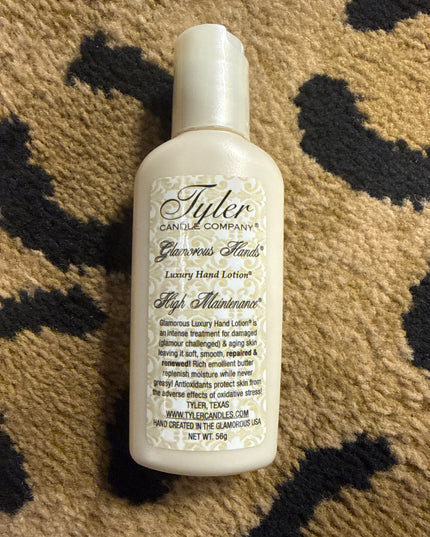 Tyler
CANDLE COMPANY®
Glamorous Hands®
Luxury Hand Lotion®
High Maintenance®
Glamorous Luxury Hand Lotion® is
an intense treatment for damaged
(glamour challenged) & aging skin
leaving it soft, smooth, repaired &
renewed! Rich emollient butter
replenish moisture while never
greasy! Antioxidants protect skin from
the adverse effects of oxidative stress!
TYLER, TEXAS
WWW.TYLERCANDLES.COM
HAND CREATED IN THE GLAMOROUS USA
NET WT. 56g